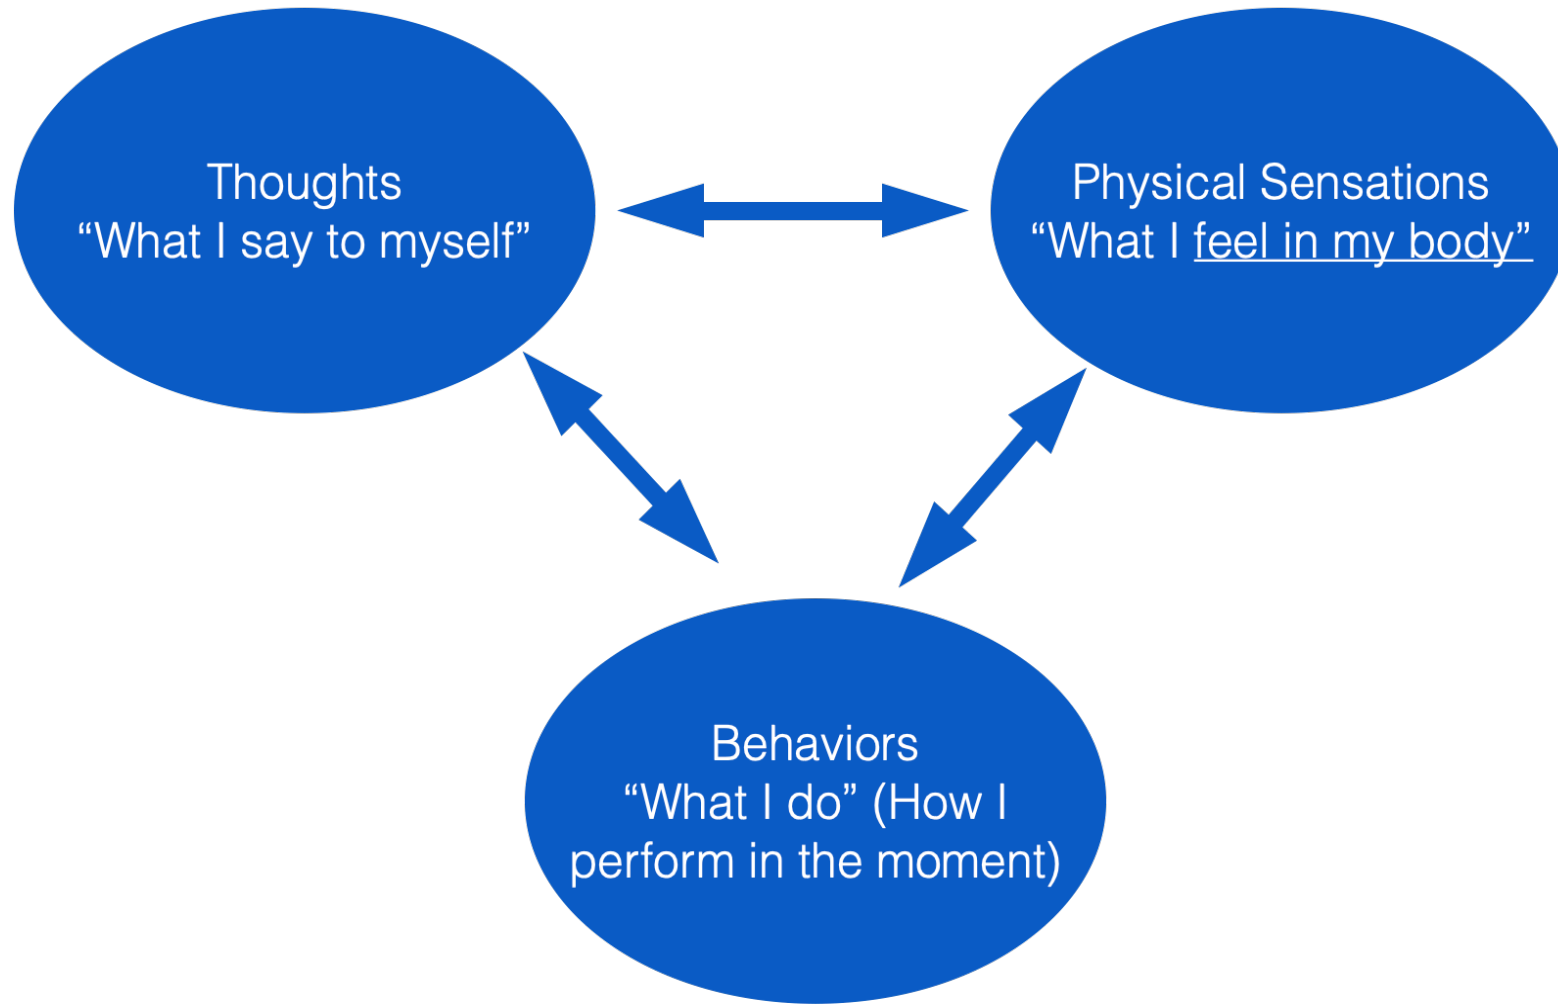 Thoughts
“What I say to myself”
Physical Sensations
“What I feel in my body”
Behaviors
“What I do” (How I
perform in the moment)